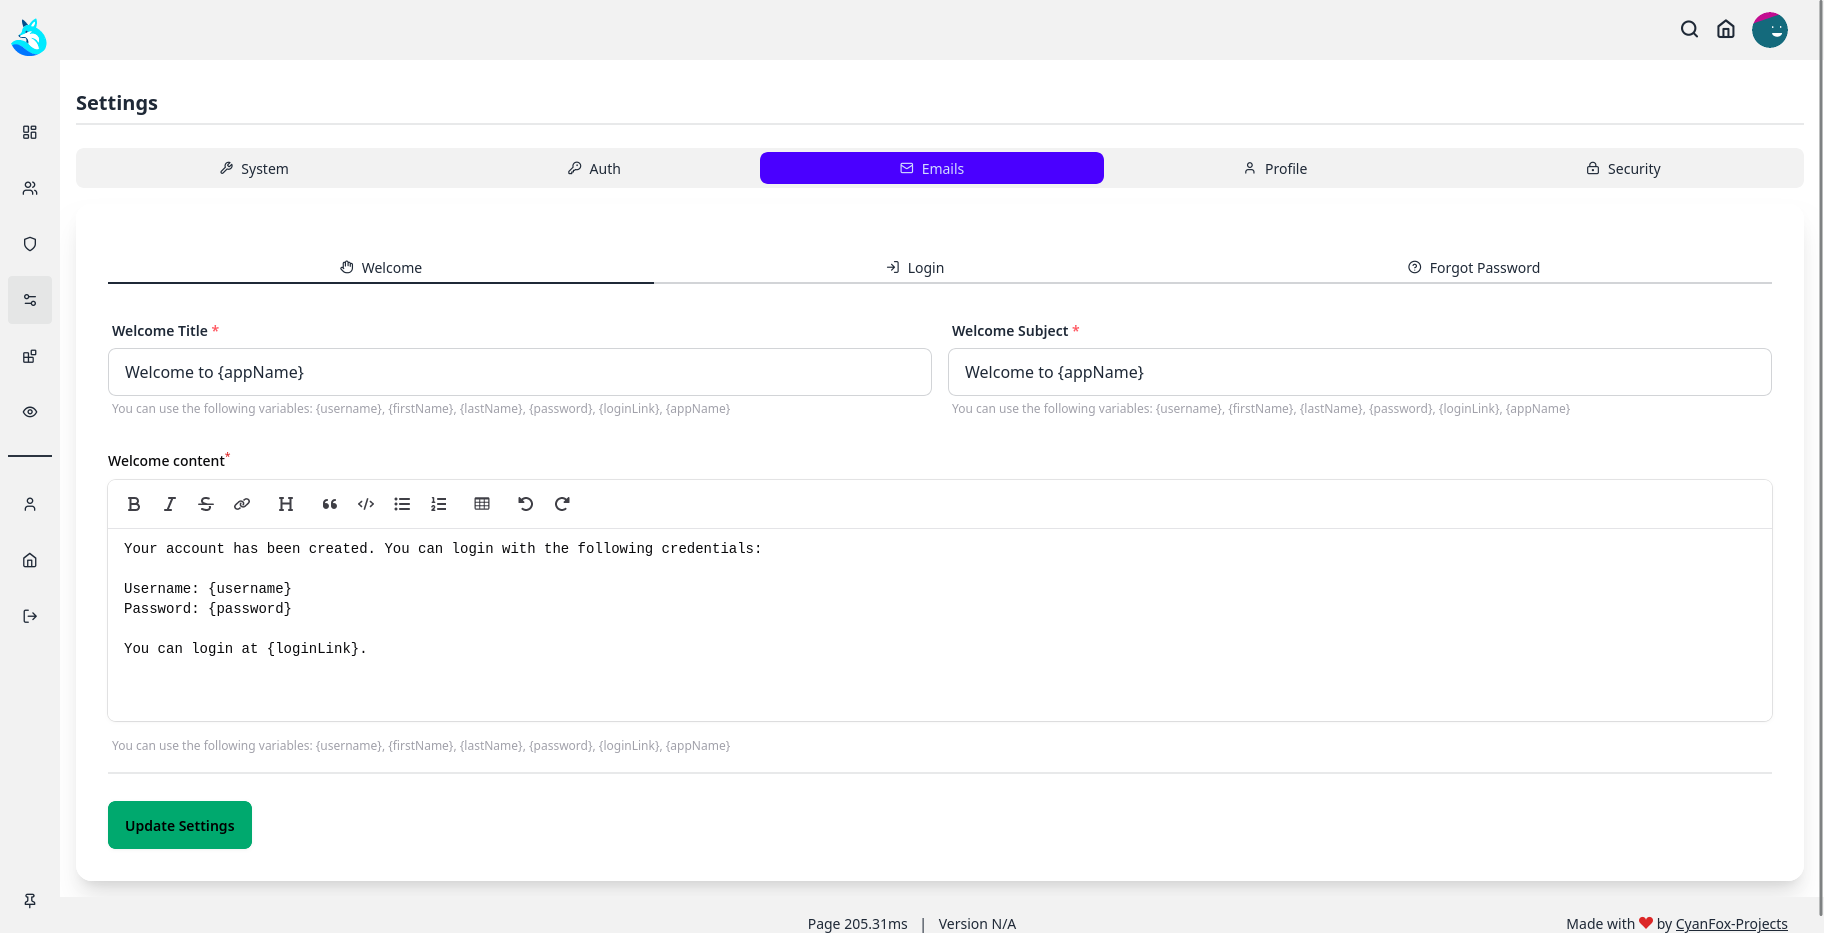 Settings
System
Auth
Emails
Profile
Security
Welcome
Login
Forgot Password
Welcome Title *
Welcome Subject *
Welcome to {appName}
Welcome to {appName}
You can use the following variables: {username}, {firstName}, {lastName}, {password}, {loginLink}, {appName}
You can use the following variables: {username}, {firstName}, {lastName}, {password}, {loginLink}, {appName}
Welcome content*
Your account has been created. You can login with the following credentials:
Username: {username}
Password: {password}
You can login at {loginLink}.
You can use the following variables: {username}, {firstName}, {lastName}, {password}, {loginLink}, {appName}
Update Settings
Page 205.31ms | Version N/A
Made with ❤ by CyanFox-Projects